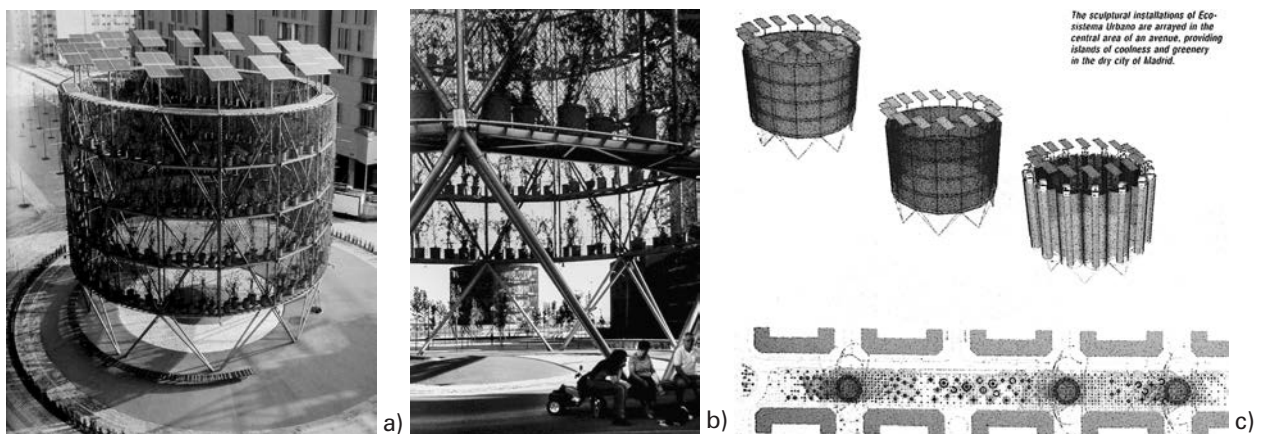 The sculptural installations of Eco-
sistema Urbano are arrayed in the
central area of an avenue, providing
islands of coolness and greenery
in the dry city of Madrid.
a)
b)
c)